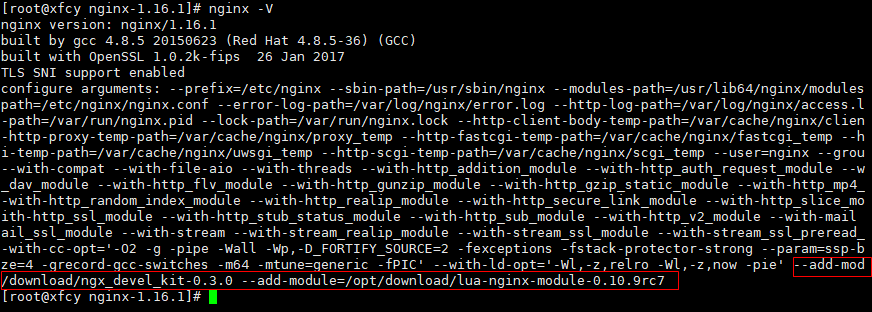 [root@xfcy nginx-1.16.1]# nginx -V
nginx version: nginx/1.16.1
built by gcc 4.8.5 20150623 (Red Hat 4.8.5-36) (GCC)
built with OpenSSL 1.0.2k-fips  26 Jan 2017
TLS SNI support enabled
configure arguments: --prefix=/etc/nginx --sbin-path=/usr/sbin/nginx --modules-path=/usr/lib64/nginx/modules
path=/etc/nginx/nginx.conf --error-log-path=/var/log/nginx/error.log --http-log-path=/var/log/nginx/access.l
-path=/var/run/nginx.pid --lock-path=/var/run/nginx.lock --http-client-body-temp-path=/var/cache/nginx/clien
-http-proxy-temp-path=/var/cache/nginx/proxy_temp --http-fastcgi-temp-path=/var/cache/nginx/fastcgi_temp --h
i-temp-path=/var/cache/nginx/uwsgi_temp --http-scgi-temp-path=/var/cache/nginx/scgi_temp --user=nginx --grou
--with-compat --with-file-aio --with-threads --with-http_addition_module --with-http_auth_request_module --w
_dav_module --with-http_flv_module --with-http_gunzip_module --with-http_gzip_static_module --with-http_mp4_
-with-http_random_index_module --with-http_realip_module --with-http_secure_link_module --with-http_slice_mo
ith-http_ssl_module --with-http_stub_status_module --with-http_sub_module --with-http_v2_module --with-mail
ail_ssl_module --with-stream --with-stream_realip_module --with-stream_ssl_module --with-stream_ssl_preread_
-with-cc-opt='-O2 -g -pipe -Wall -Wp,-D_FORTIFY_SOURCE=2 -fexceptions -fstack-protector-strong --param=ssp-b
ze=4 -grecord-gcc-switches -m64 -mtune=generic -fPIC' --with-ld-opt='-Wl,-z,relro -Wl,-z,now -pie' --add-mod
/download/ngx_devel_kit-0.3.0 --add-module=/opt/download/lua-nginx-module-0.10.9rc7
[root@xfcy nginx-1.16.1]#